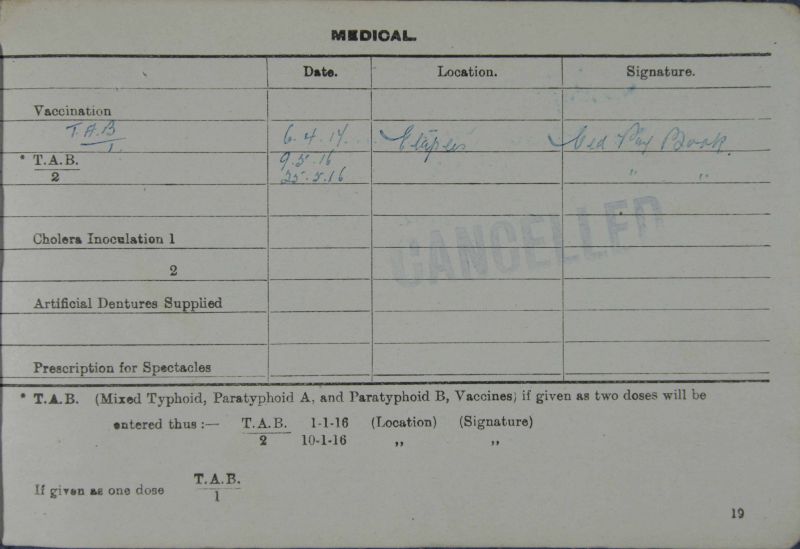 MEDICAL.
Date. Location. Signature.
Vaccination
T.A.B 6.4.17 Etaples Old Pay Book.
1.
* T.A.B. 9.5.16
2 25.5.16 " "
CANCELLED
Cholera Inoculation 1
2
Artificial Dentures Supplied
Prescription for Spectacles
* T.A.B. (Mixed Typhoid, Paratyphoid A, and Paratyphoid B, Vaccines) if given as two doses will be
entered thus :— T.A.B. 1-1-16 (Location) (Signature)
2 10-1-16 ,, ,,
If given as one dose T.A.B.
1
19